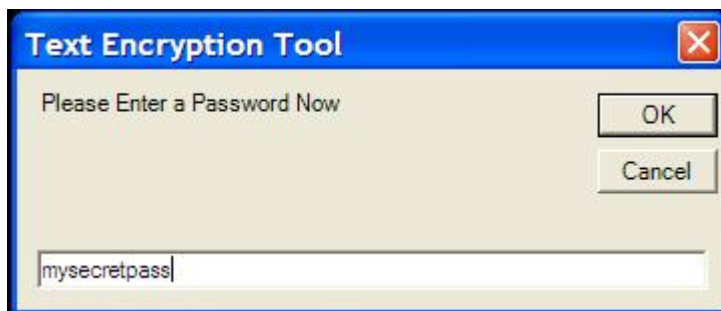 Text Encryption Tool
Please Enter a Password Now
OK
Cancel
mysecretpass